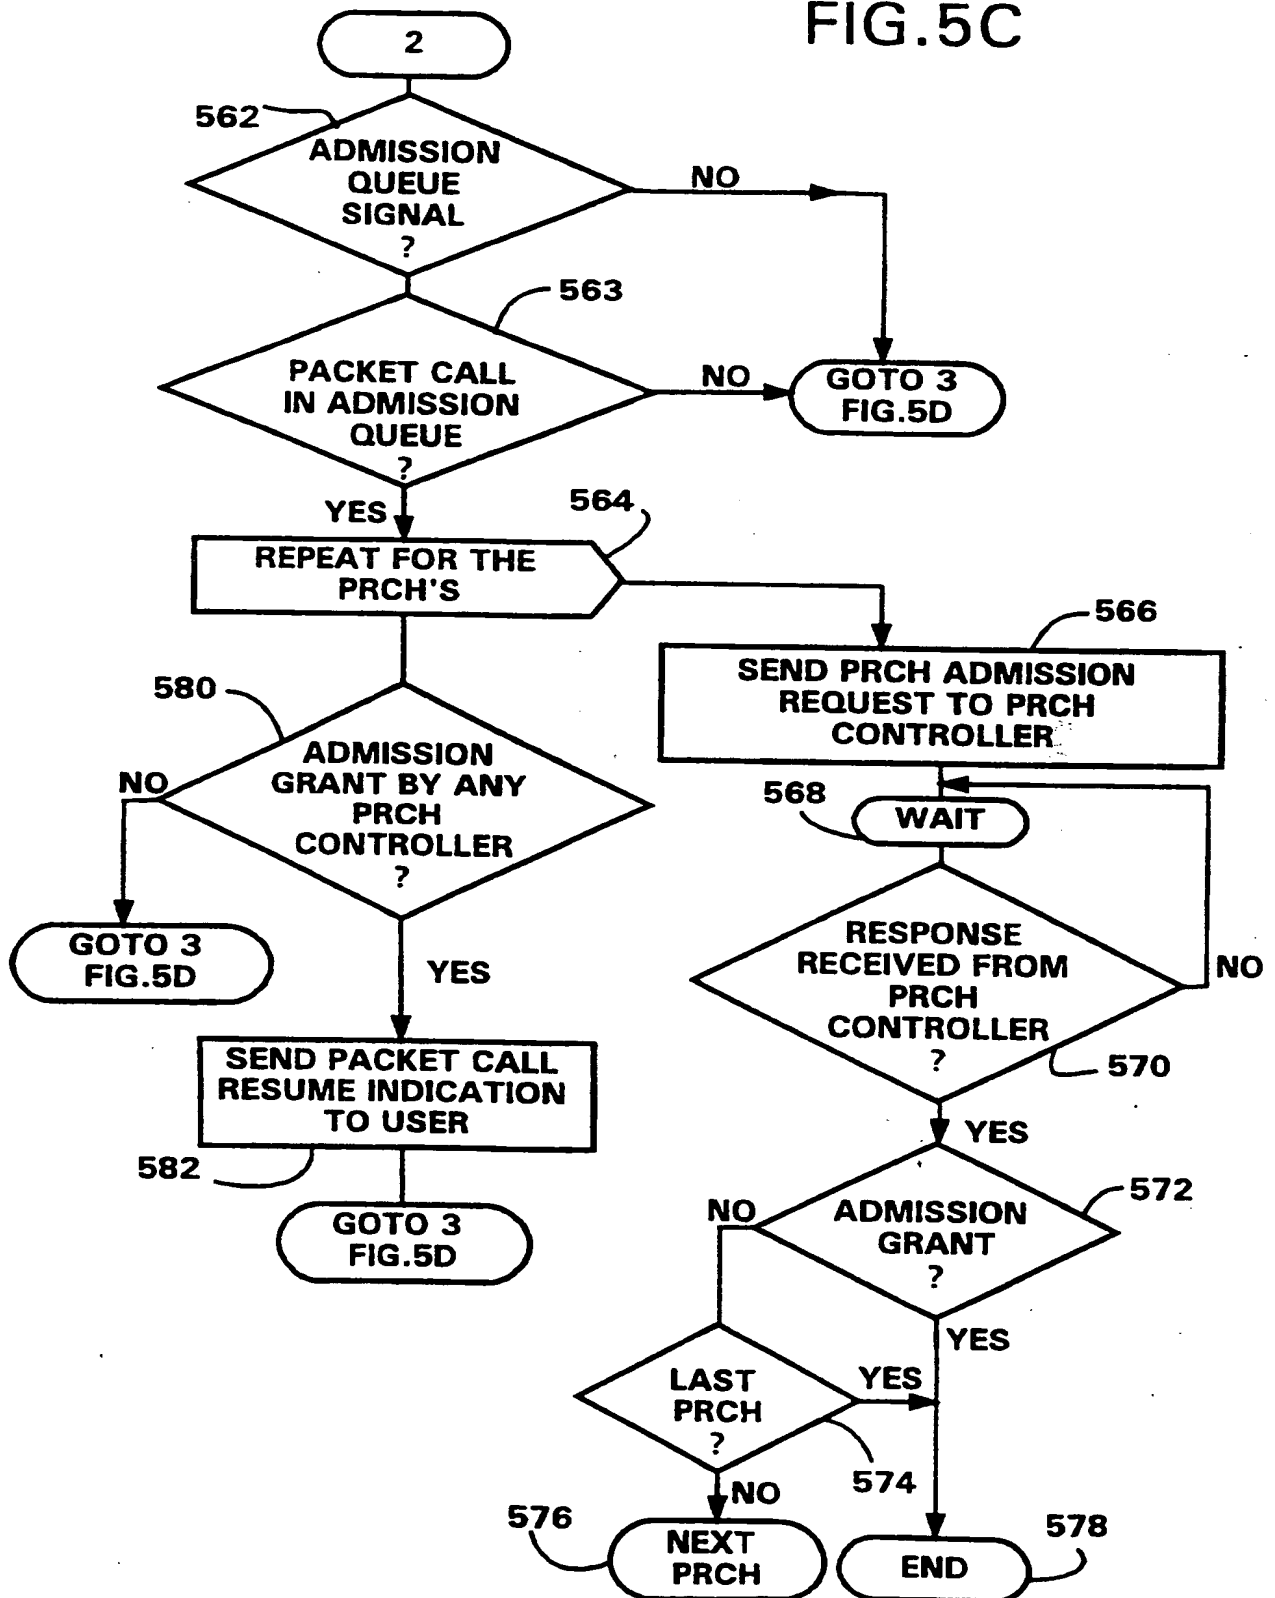 FIG.5C
2
562
ADMISSION
QUEUE
SIGNAL
?
NO
563
PACKET CALL
IN ADMISSION
QUEUE
?
NO
GOTO 3
FIG.5D
YES
564
REPEAT FOR THE
PRCH'S
566
SEND PRCH ADMISSION
REQUEST TO PRCH
CONTROLLER
580
ADMISSION
GRANT BY ANY
PRCH
CONTROLLER
?
NO
GOTO 3
FIG.5D
YES
SEND PACKET CALL
RESUME INDICATION
TO USER
582
GOTO 3
FIG.5D
568
WAIT
RESPONSE
RECEIVED FROM
PRCH
CONTROLLER
?
NO
570
YES
572
ADMISSION
GRANT
?
NO
YES
LAST
PRCH
?
YES
574
NO
576
NEXT
PRCH
END
578